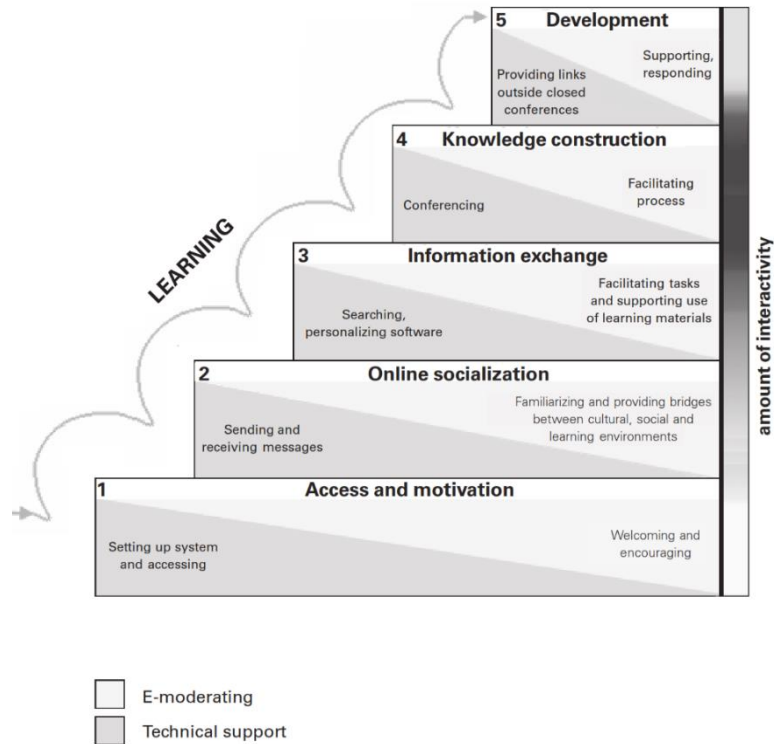 5 Development
Providing links
outside closed
conferences
Supporting,
responding
4 Knowledge construction
Conferencing
Facilitating
process
3 Information exchange
Searching,
personalizing software
Facilitating tasks
and supporting use
of learning materials
2 Online socialization
Sending and
receiving messages
Familiarizing and providing bridges
between cultural, social and
learning environments
1 Access and motivation
Setting up system
and accessing
Welcoming and
encouraging
LEARNING
amount of interactivity
E-moderating
Technical support